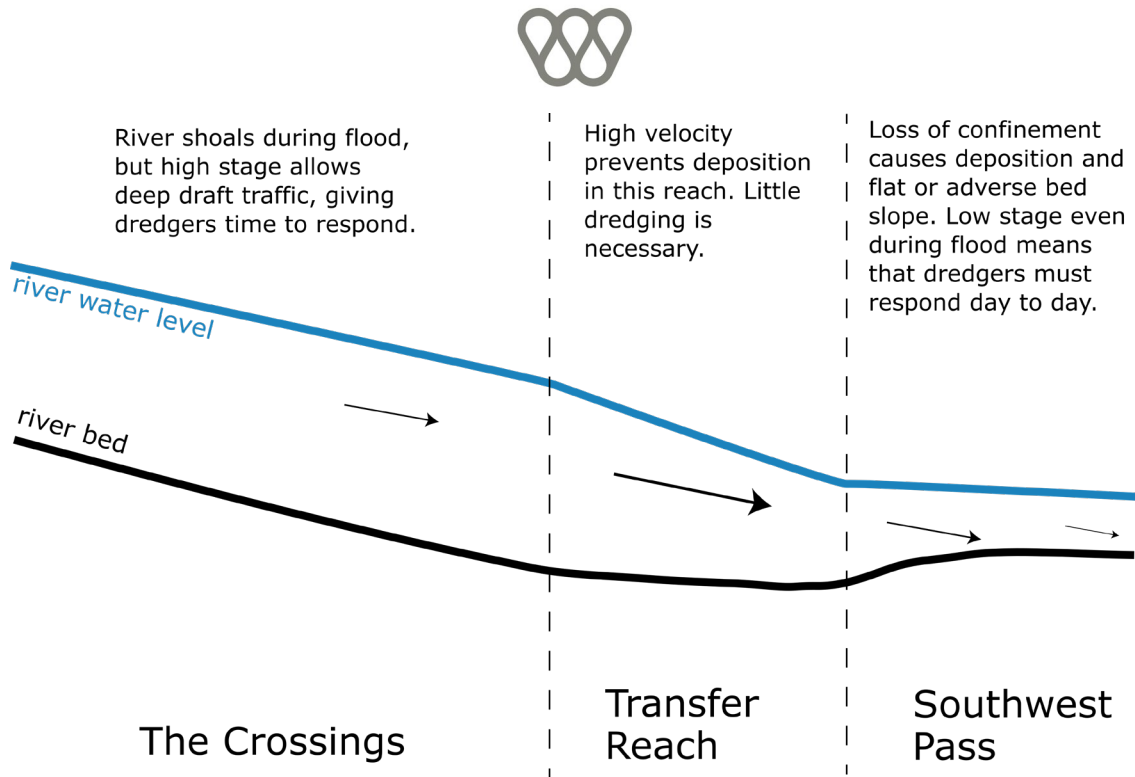 River shoals during flood,
but high stage allows
deep draft traffic, giving
dredgers time to respond.
High velocity
prevents deposition
in this reach. Little
dredging is
necessary.
Loss of confinement
causes deposition and
flat or adverse bed
slope. Low stage even
during flood means
that dredgers must
respond day to day.
river water level
river bed
The Crossings
Transfer
Reach
Southwest
Pass